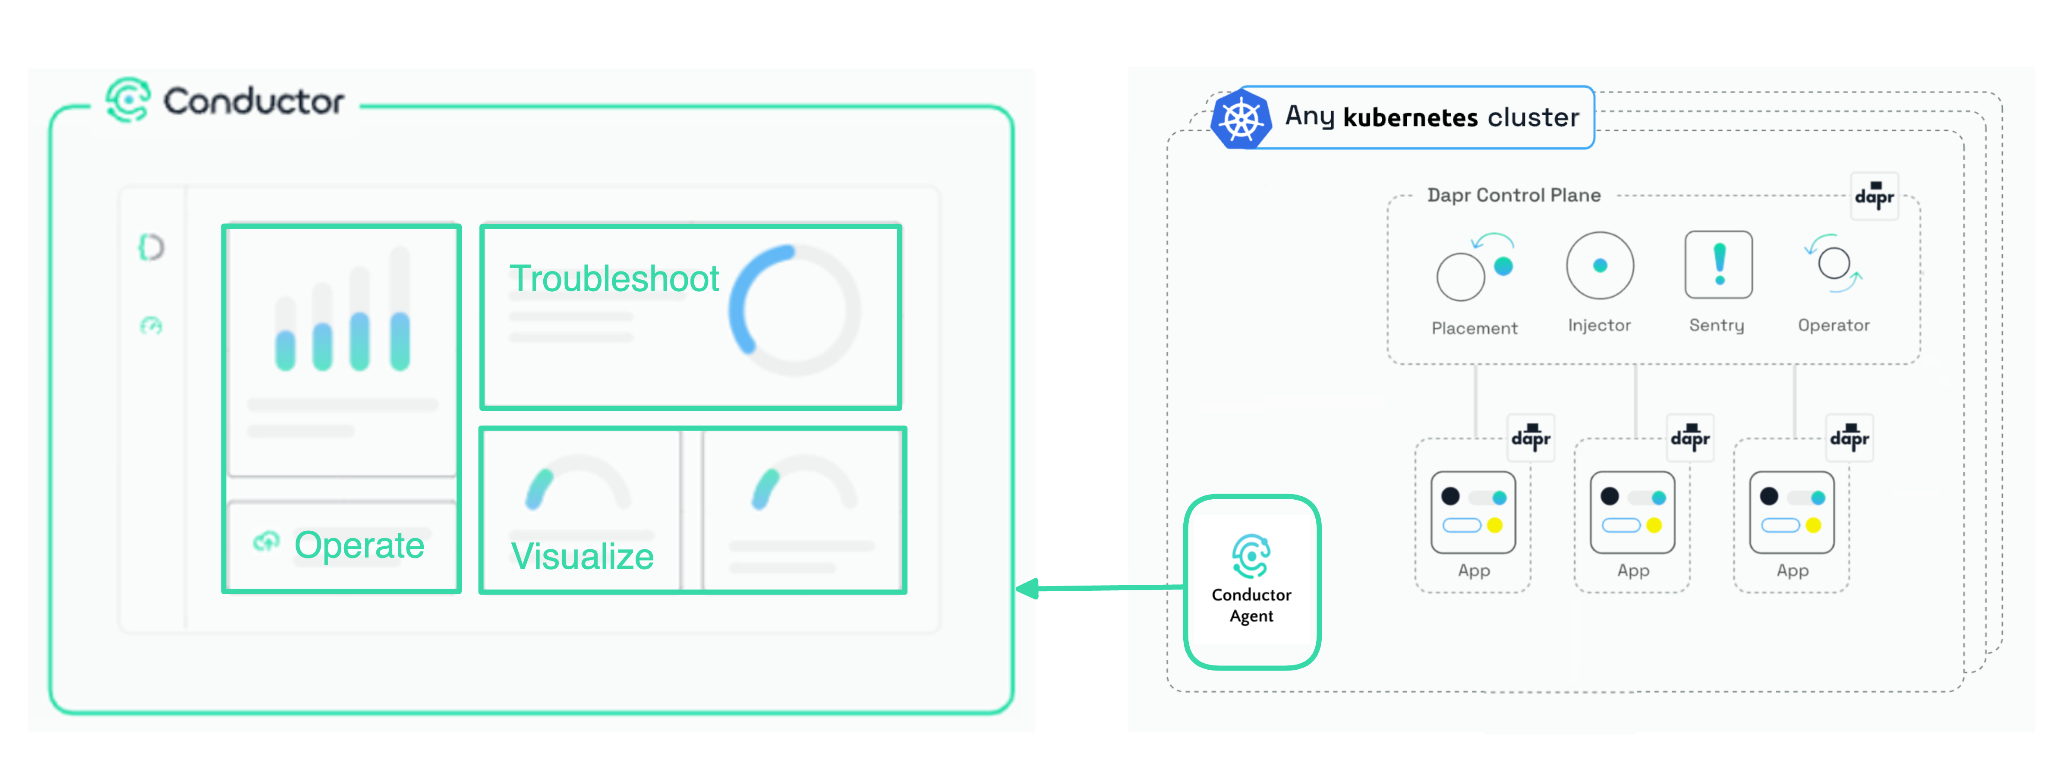 Conductor
Troubleshoot
Operate
Visualize
Any kubernetes cluster
Dapr Control Plane
dapr
Placement
Injector
Sentry
Operator
dapr
dapr
dapr
App
App
App
Conductor
Agent